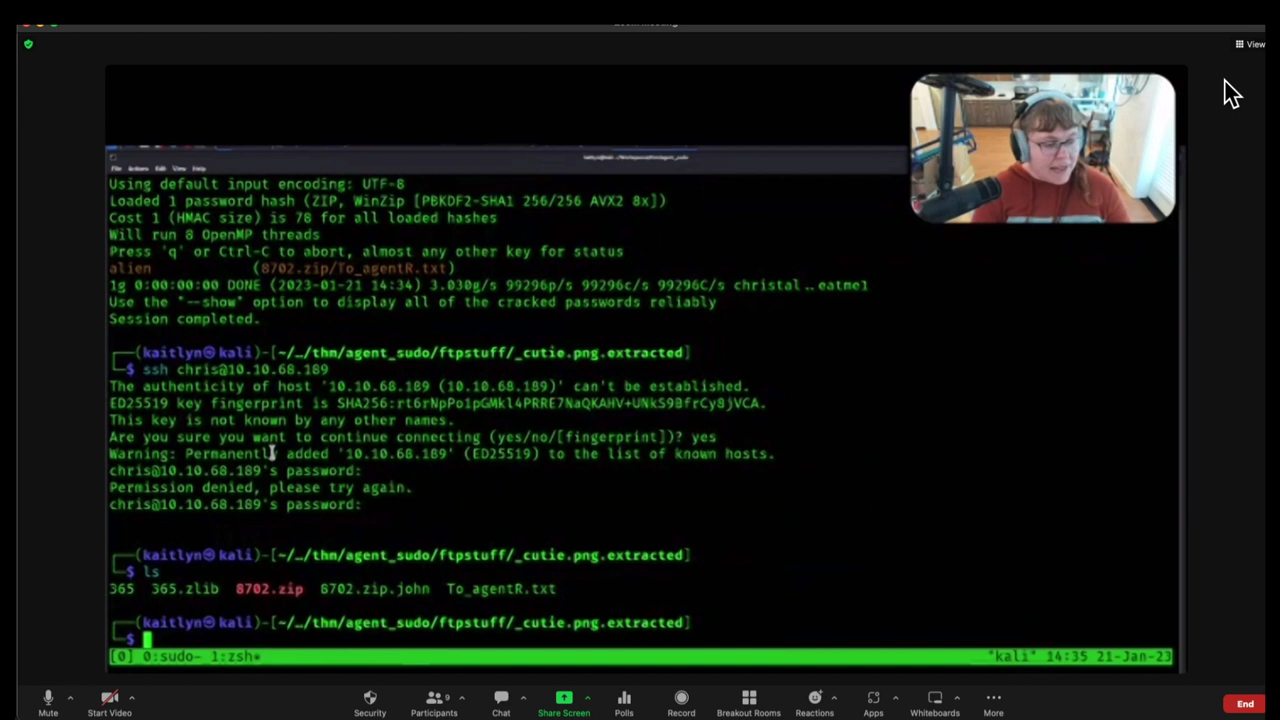 View
File Actions Edit View Help
Using default input encoding: UTF-8
Loaded 1 password hash (ZIP, WinZip [PBKDF2-SHA1 256/256 AVX2 8x])
Cost 1 (HMAC size) is 78 for all loaded hashes
Will run 8 OpenMP threads
Press 'q' or Ctrl-C to abort, almost any other key for status
alien (8702.zip/To_agentR.txt)
1g 0:00:00:00 DONE (2023-01-21 14:34) 3.030g/s 99296p/s 99296c/s 99296C/s christal..eatme1
Use the "--show" option to display all of the cracked passwords reliably
Session completed.
(kaitlyn㉿kali)-[~/…/thm/agent_sudo/ftpstuff/_cutie.png.extracted]
$ ssh chris@10.10.68.189
The authenticity of host '10.10.68.189 (10.10.68.189)' can't be established.
ED25519 key fingerprint is SHA256:rt6rNpPo1pGMkl4PRRE7NaQKAHV+UNkS9BfrCy8jVCA.
This key is not known by any other names.
Are you sure you want to continue connecting (yes/no/[fingerprint])? yes
Warning: Permanently added '10.10.68.189' (ED25519) to the list of known hosts.
chris@10.10.68.189's password:
Permission denied, please try again.
chris@10.10.68.189's password:
(kaitlyn㉿kali)-[~/…/thm/agent_sudo/ftpstuff/_cutie.png.extracted]
$ ls
365 365.zlib 8702.zip 8702.zip.john To_agentR.txt
(kaitlyn㉿kali)-[~/…/thm/agent_sudo/ftpstuff/_cutie.png.extracted]
$
[0] 0:sudo- 1:zsh* "kali" 14:35 21-Jan-23
9
Mute Start Video Security Participants Chat Share Screen Polls Record Breakout Rooms Reactions Apps Whiteboards More End